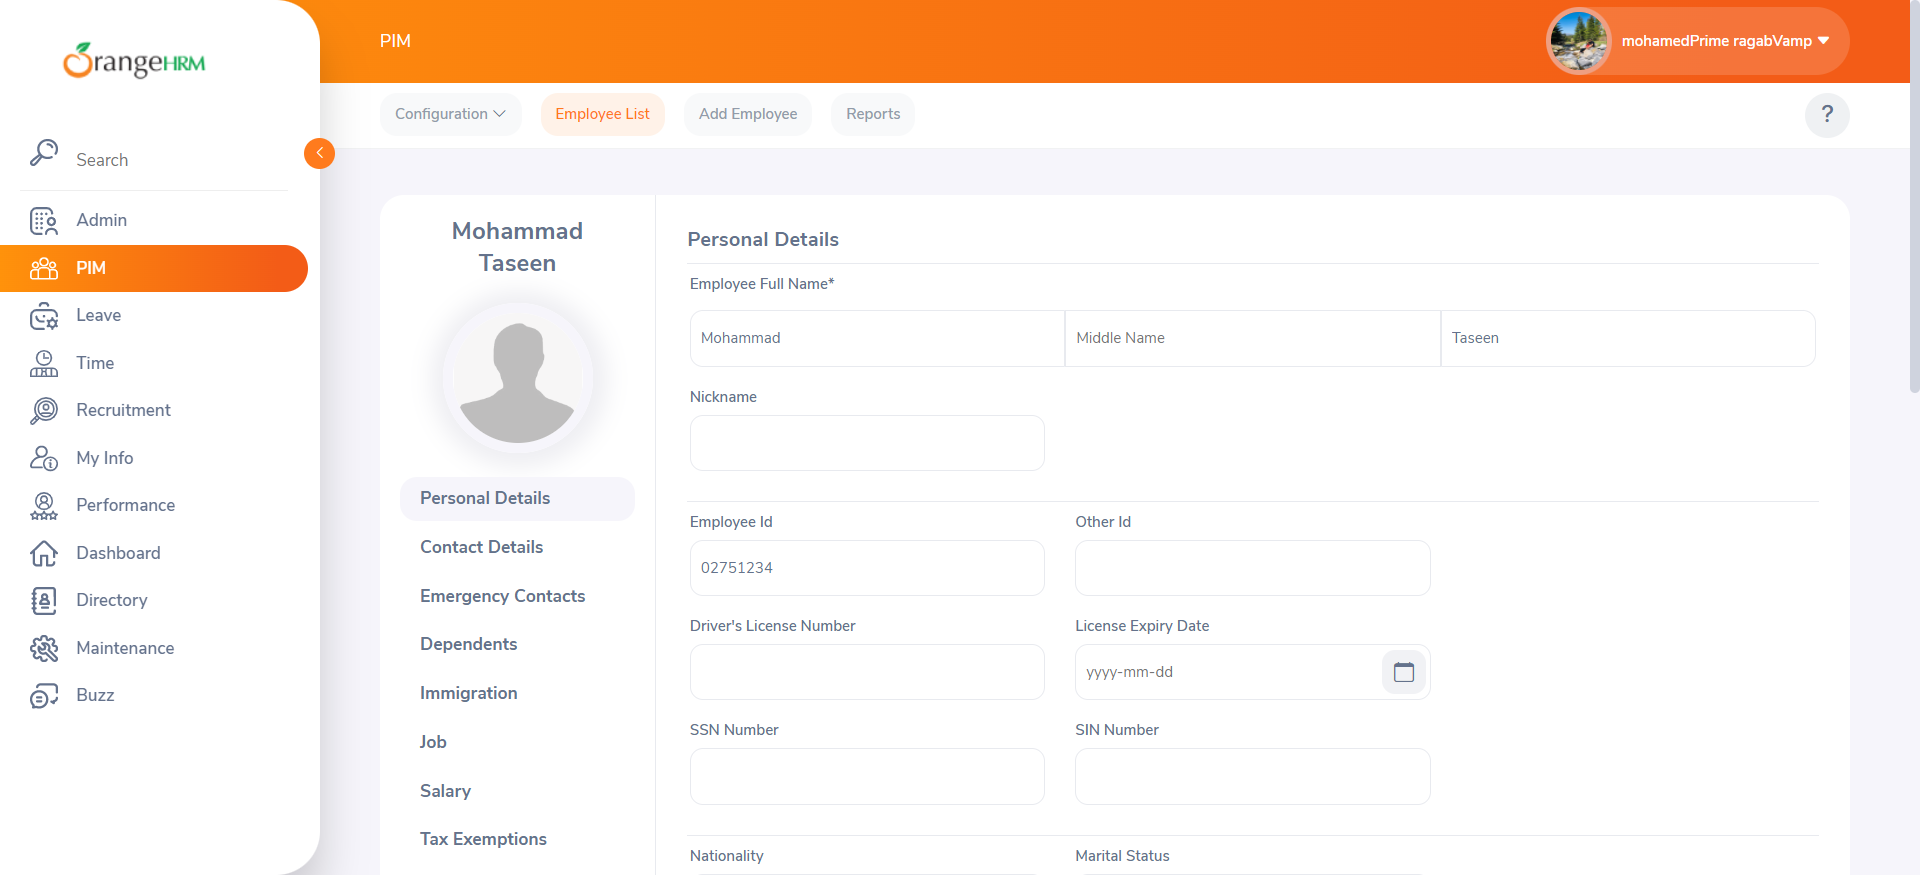 OrangeHRM
PIM
mohamedPrime ragabVamp
Configuration
Employee List
Add Employee
Reports
?
Search
Admin
PIM
Leave
Time
Recruitment
My Info
Performance
Dashboard
Directory
Maintenance
Buzz
Mohammad
Taseen
Personal Details
Contact Details
Emergency Contacts
Dependents
Immigration
Job
Salary
Tax Exemptions
Personal Details
Employee Full Name*
Mohammad
Middle Name
Taseen
Nickname
Employee Id
Other Id
02751234
Driver's License Number
License Expiry Date
yyyy-mm-dd
SSN Number
SIN Number
Nationality
Marital Status